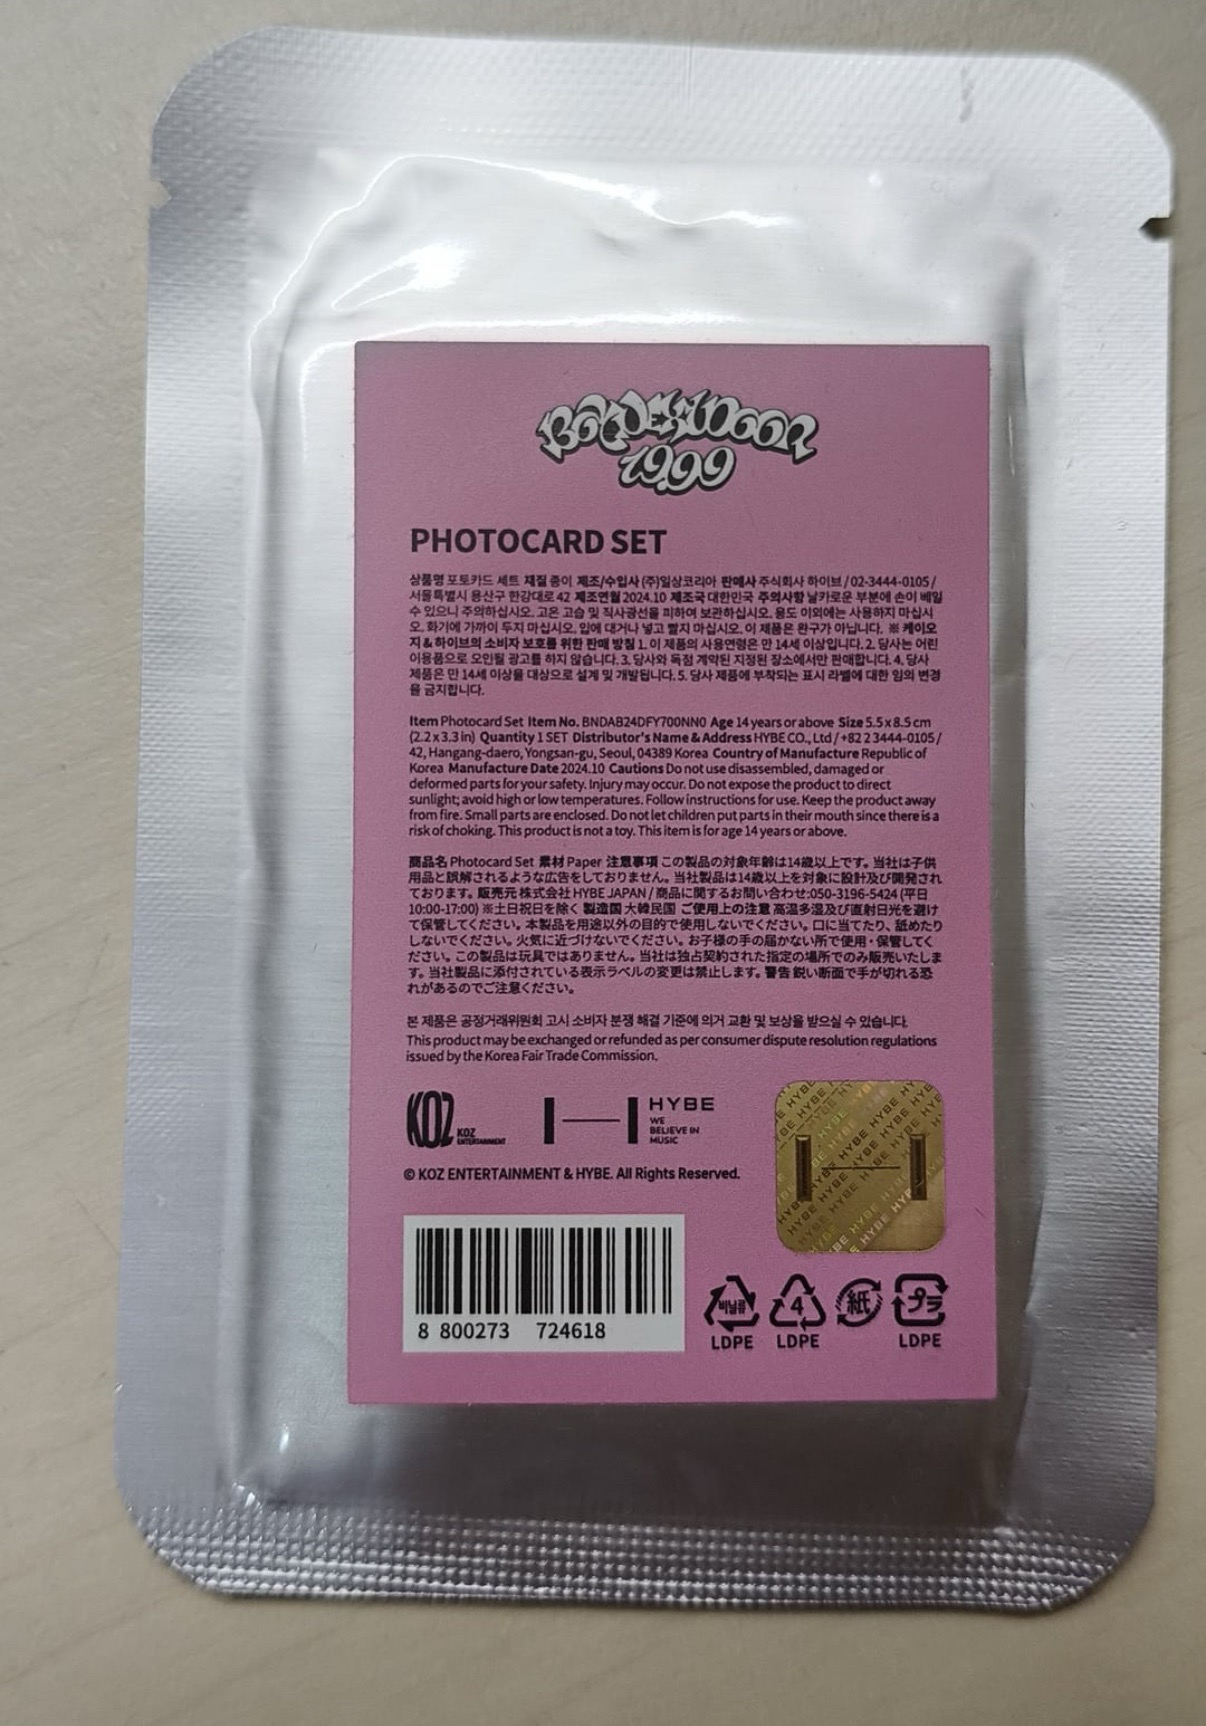 BOYNEXTDOOR
19.99
PHOTOCARD SET
상품명 포토카드 세트 재질 종이 제조/수입사 (주)일상코리아 판매사 주식회사 하이브 / 02-3444-0105 /
서울특별시 용산구 한강대로 42 제조연월 2024.10 제조국 대한민국 주의사항 날카로운 부분에 손이 베일
수 있으니 주의하십시오. 고온 고습 및 직사광선을 피하여 보관하십시오. 용도 이외에는 사용하지 마십시
오. 화기에 가까이 두지 마십시오. 입에 대거나 넣고 빨지 마십시오. 이 제품은 완구가 아닙니다. ※ 케이오
지 & 하이브의 소비자 보호를 위한 판매 방침 1. 이 제품의 사용연령은 만 14세 이상입니다. 2. 당사는 어린
이용품으로 오인될 광고를 하지 않습니다. 3. 당사와 독점 계약된 지정된 장소에서만 판매합니다. 4. 당사
제품은 만 14세 이상을 대상으로 설계 및 개발됩니다. 5. 당사 제품에 부착되는 표시 라벨에 대한 임의 변경
을 금지합니다.
Item Photocard Set Item No. BNDAB24DFY700NN0 Age 14 years or above Size 5.5 x 8.5 cm
(2.2 x 3.3 in) Quantity 1 SET Distributor's Name & Address HYBE CO., Ltd / +82 2 3444-0105 /
42, Hangang-daero, Yongsan-gu, Seoul, 04389 Korea Country of Manufacture Republic of
Korea Manufacture Date 2024.10 Cautions Do not use disassembled, damaged or
deformed parts for your safety. Injury may occur. Do not expose the product to direct
sunlight; avoid high or low temperatures. Follow instructions for use. Keep the product away
from fire. Small parts are enclosed. Do not let children put parts in their mouth since there is a
risk of choking. This product is not a toy. This item is for age 14 years or above.
商品名 Photocard Set 素材 Paper 注意事項 この製品の対象年齢は14歳以上です。当社は子供
用品と誤解されるような広告をしておりません。当社製品は14歳以上を対象に設計及び開発され
ております。販売元 株式会社 HYBE JAPAN / 商品に関するお問い合わせ:050-3196-5424 (平日
10:00-17:00) ※土日祝日を除く 製造国 大韓民国 ご使用上の注意 高温多湿及び直射日光を避け
て保管してください。本製品を用途以外の目的で使用しないでください。口に当てたり、舐めたり
しないでください。火気に近づけないでください。お子様の手の届かない所で使用・保管してく
ださい。この製品は玩具ではありません。当社は独占契約された指定の場所でのみ販売いたしま
す。当社製品に添付されている表示ラベルの変更は禁止します。警告 鋭い断面で手が切れる恐
れがあるのでご注意ください。
본 제품은 공정거래위원회 고시 소비자 분쟁 해결 기준에 의거 교환 및 보상을 받으실 수 있습니다.
This product may be exchanged or refunded as per consumer dispute resolution regulations
issued by the Korea Fair Trade Commission.
KOZ KOZ ENTERTAINMENT
HYBE
WE
BELIEVE IN
MUSIC
© KOZ ENTERTAINMENT & HYBE. All Rights Reserved.
HYBE HYBE HYBE HYBE
8 800273 724618
비닐류 4 紙 プラ
LDPE LDPE LDPE